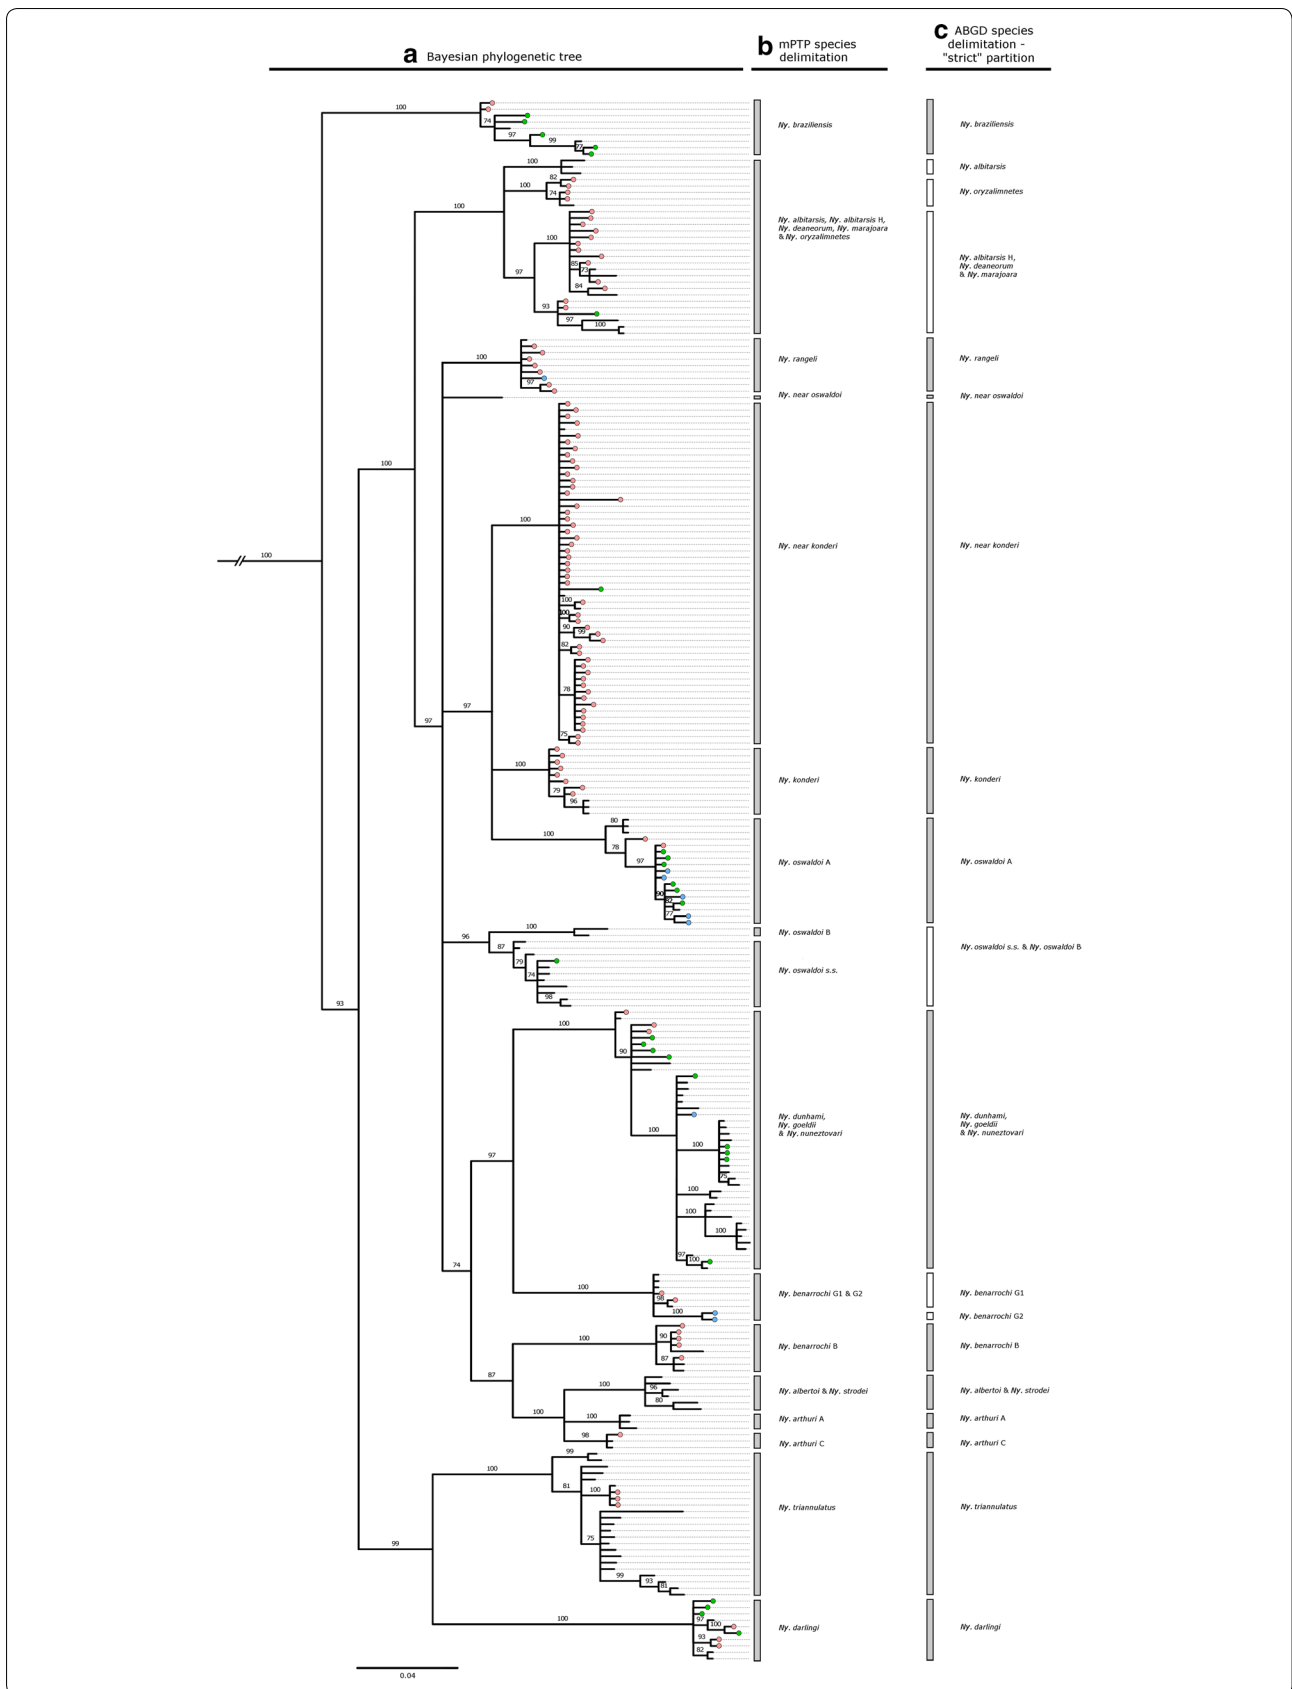 a Bayesian phylogenetic tree
b mPTP species
delimitation
c ABGD species
delimitation -
"strict" partition
100
74
97
99
77
Ny. braziliensis
Ny. braziliensis
100
100
82
100
74
100
97
85
73
84
93
97
100
Ny. albitarsis, Ny. albitarsis H,
Ny. deaneorum, Ny. marajoara
& Ny. oryzalimnetes
Ny. albitarsis
Ny. oryzalimnetes
Ny. albitarsis H,
Ny. deaneorum
& Ny. marajoara
100
97
Ny. rangeli
Ny. rangeli
Ny. near oswaldoi
Ny. near oswaldoi
100
100
100
100
100
90
99
82
78
75
Ny. near konderi
Ny. near konderi
97
97
100
79
96
Ny. konderi
Ny. konderi
100
80
78
97
90
82
77
Ny. oswaldoi A
Ny. oswaldoi A
96
100
87
79
74
98
Ny. oswaldoi B
Ny. oswaldoi s.s.
Ny. oswaldoi s.s. & Ny. oswaldoi B
93
100
90
100
100
75
100
100
100
97
100
Ny. dunhami,
Ny. goeldii
& Ny. nuneztovari
Ny. dunhami,
Ny. goeldii
& Ny. nuneztovari
97
74
100
98
100
Ny. benarrochi G1 & G2
Ny. benarrochi G1
Ny. benarrochi G2
100
90
87
Ny. benarrochi B
Ny. benarrochi B
87
100
96
80
Ny. albertoi & Ny. strodei
Ny. albertoi & Ny. strodei
100
100
98
Ny. arthuri A
Ny. arthuri A
Ny. arthuri C
Ny. arthuri C
99
100
81
100
75
99
93
81
Ny. triannulatus
Ny. triannulatus
99
100
97
100
93
82
Ny. darlingi
Ny. darlingi
0.04